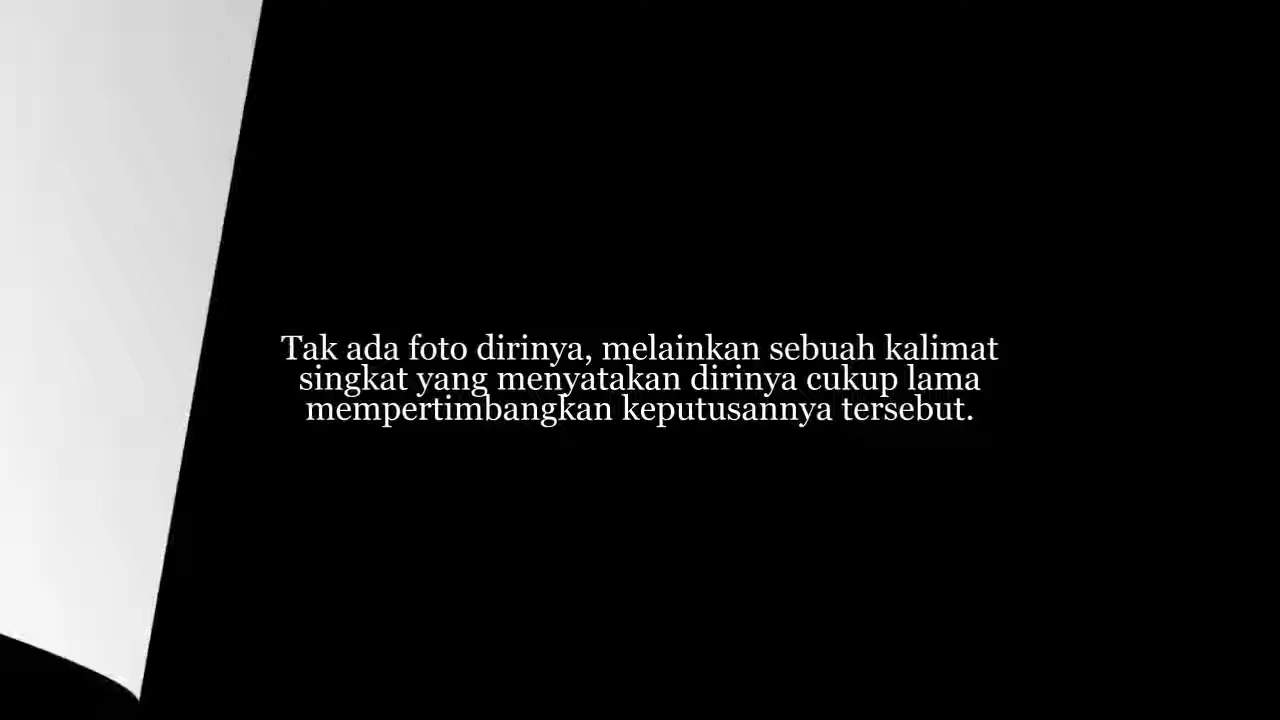 Tak ada foto dirinya, melainkan sebuah kalimat
singkat yang menyatakan dirinya cukup lama
mempertimbangkan keputusannya tersebut.